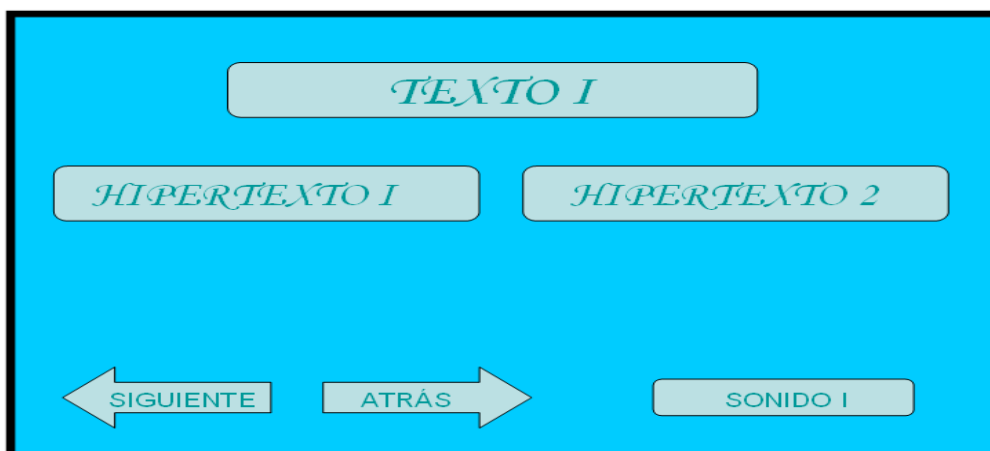 TEXTO I
HIPERTEXTO I HIPERTEXTO 2
SIGUIENTE ATRÁS SONIDO I